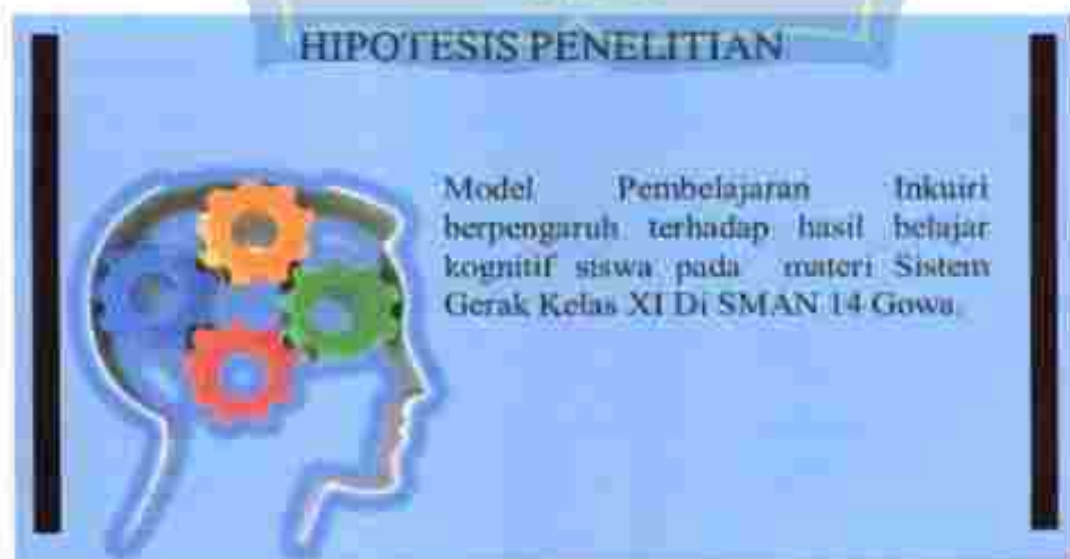 HIPOTESIS PENELITIAN
Model Pembelajaran Inkuiri
berpengaruh terhadap hasil belajar
kognitif siswa pada materi Sistem
Gerak Kelas XI Di SMAN 14 Gowa.